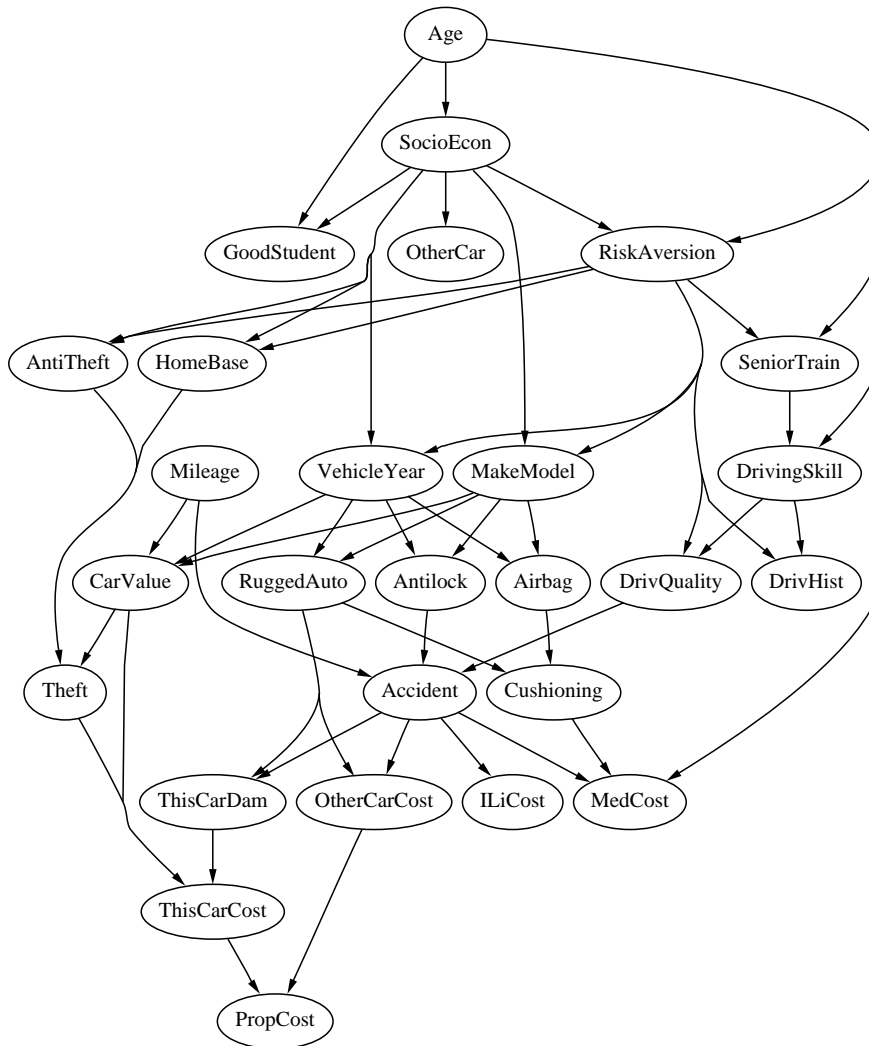 Age
SocioEcon
GoodStudent
OtherCar
RiskAversion
AntiTheft
HomeBase
SeniorTrain
Mileage
VehicleYear
MakeModel
DrivingSkill
CarValue
RuggedAuto
Antilock
Airbag
DrivQuality
DrivHist
Theft
Accident
Cushioning
ThisCarDam
OtherCarCost
ILiCost
MedCost
ThisCarCost
PropCost